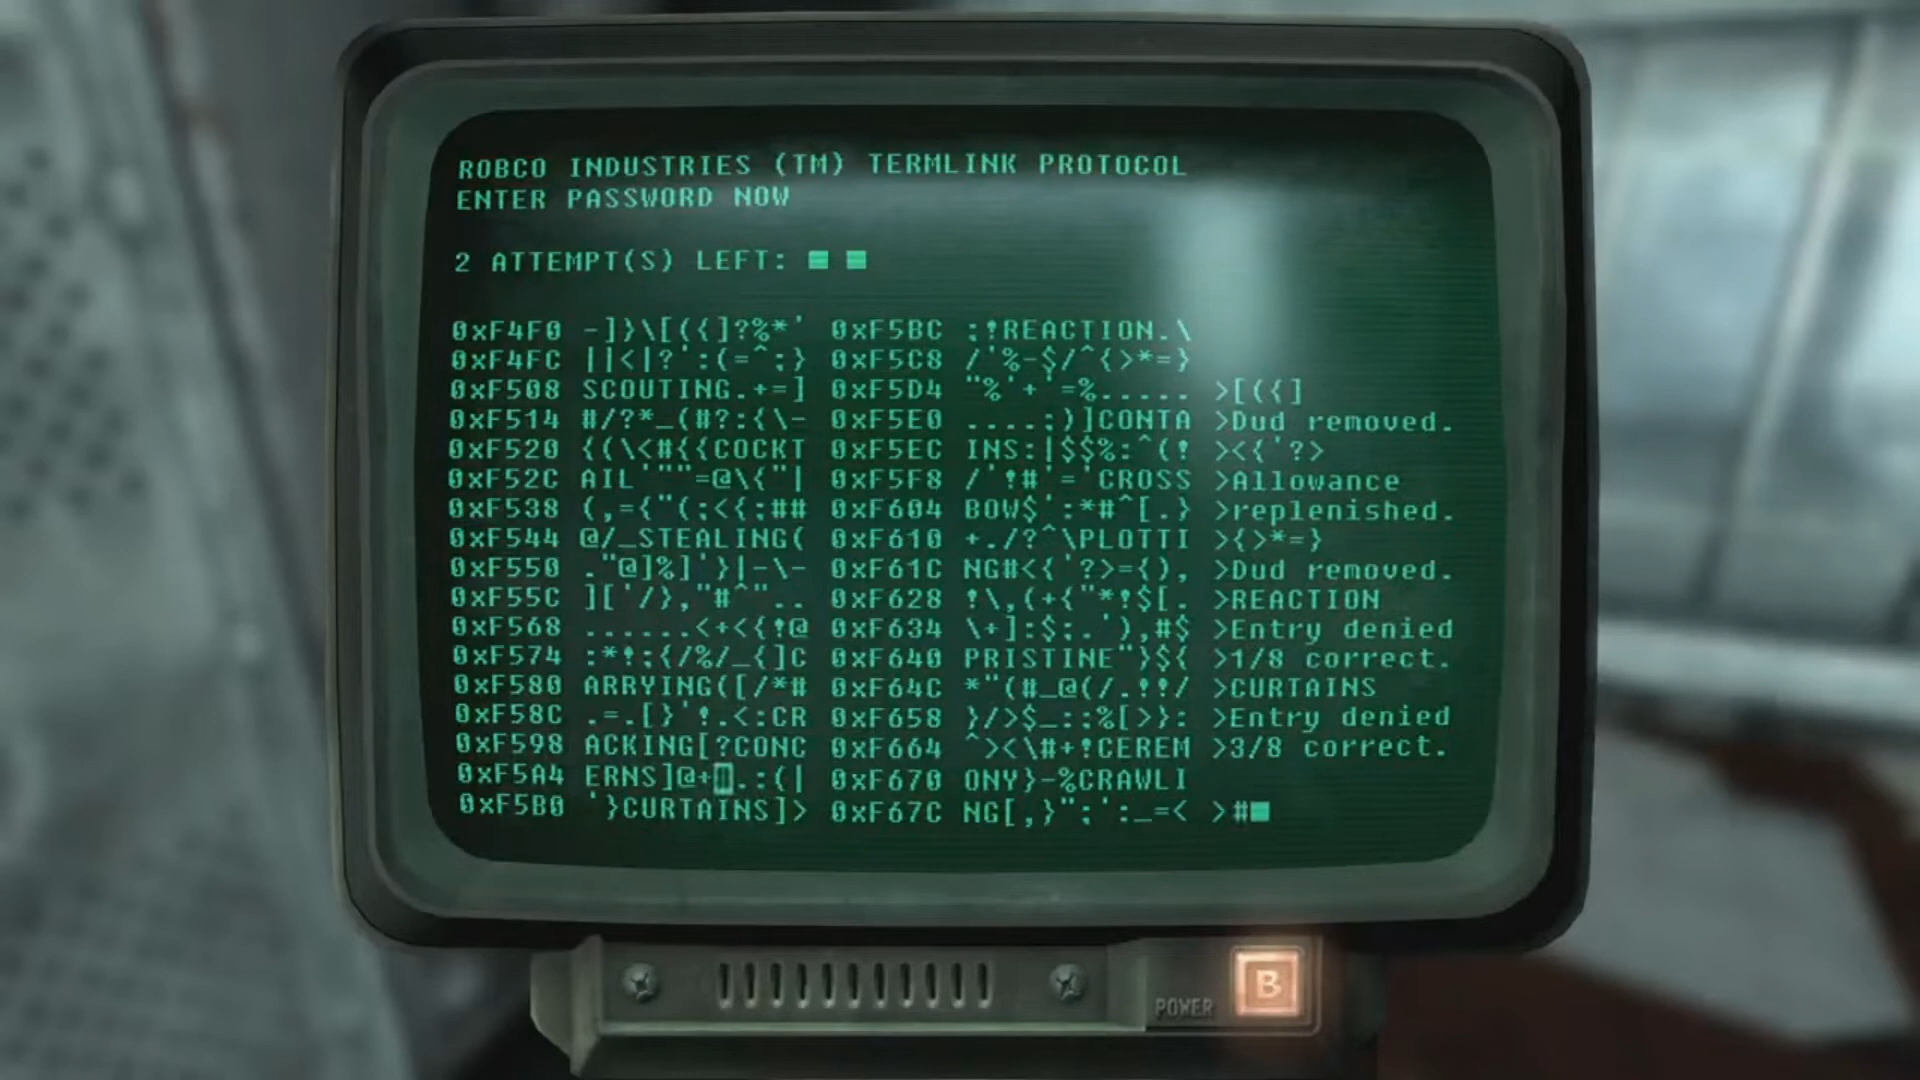 ROBCO INDUSTRIES (TM) TERMLINK PROTOCOL
ENTER PASSWORD NOW
2 ATTEMPT(S) LEFT: ■ ■
0xF4F0 -]}\[({]?%*' 0xF5BC ;!REACTION.\
0xF4FC ||<|?':(=^;} 0xF5C8 /'%-$/^{>*=}
0xF508 SCOUTING.+=] 0xF5D4 "%'+'=%..... >[({]
0xF514 #/?*_(#?:{\- 0xF5E0 ....:)]CONTA >Dud removed.
0xF520 {(\<#{{COCKT 0xF5EC INS:|$$%:^(! ><{'?>
0xF52C AIL'""=@\{"| 0xF5F8 /'!#'='CROSS >Allowance
0xF538 (,={"(;<{;## 0xF604 BOW$':*#^[.} >replenished.
0xF544 @/_STEALING( 0xF610 +./?^\PLOTTI >{>*=}
0xF550 ."@]%]'}|-\- 0xF61C NG#<{'?>={), >Dud removed.
0xF55C ]['/},"#^".. 0xF628 !\,(+{"*!$[. >REACTION
0xF568 ......<+<{!@ 0xF634 \+]:$;.'),#$ >Entry denied
0xF574 :*!;{/%/_{]C 0xF640 PRISTINE"}${ >1/8 correct.
0xF580 ARRYING([/*# 0xF64C *"(#_@(/.!!/ >CURTAINS
0xF58C .=.[}'!.<:CR 0xF658 }/>$_::%[>}: >Entry denied
0xF598 ACKING[?CONC 0xF664 ^><\#+!CEREM >3/8 correct.
0xF5A4 ERNS]@+#.:(| 0xF670 ONY}-%CRAWLI
0xF5B0 '}CURTAINS]> 0xF67C NG[,}";':_=< >#■
POWER
B